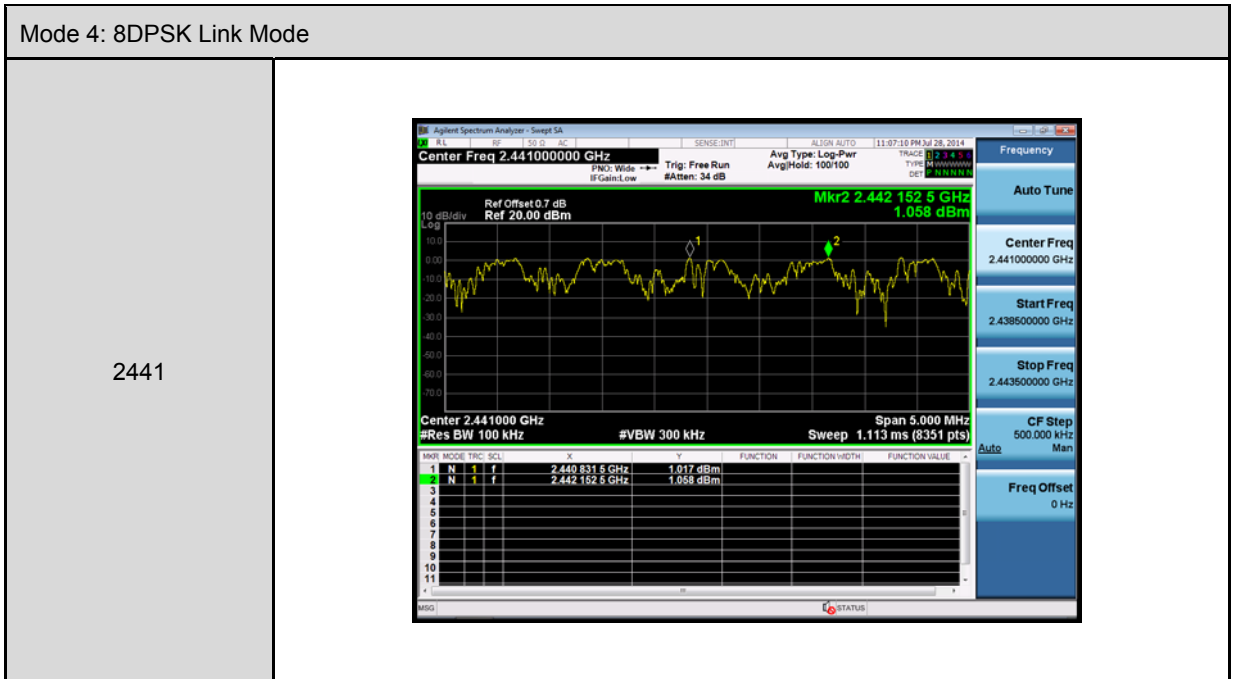 Mode 4: 8DPSK Link Mode
2441
Agilent Spectrum Analyzer - Swept SA
RL RF 50 Ω AC SENSE:INT ALIGN AUTO 11:07:10 PM Jul 28, 2014
Center Freq 2.441000000 GHz
PNO: Wide
IFGain:Low
Trig: Free Run
#Atten: 34 dB
Avg Type: Log-Pwr
Avg|Hold: 100/100
TRACE 1 2 3 4 5 6
TYPE M WWWWW
DET P N N N N N
Mkr2 2.442 152 5 GHz
1.058 dBm
Ref Offset 0.7 dB
10 dB/div Ref 20.00 dBm
Log
10.0
0.00
-10.0
-20.0
-30.0
-40.0
-50.0
-60.0
-70.0
1
2
Center 2.441000 GHz Span 5.000 MHz
#Res BW 100 kHz #VBW 300 kHz Sweep 1.113 ms (8351 pts)
MKR MODE TRC SCL X Y FUNCTION FUNCTION WIDTH FUNCTION VALUE
1 N 1 f 2.440 831 5 GHz 1.017 dBm
2 N 1 f 2.442 152 5 GHz 1.058 dBm
3
4
5
6
7
8
9
10
11
MSG STATUS
Frequency
Auto Tune
Center Freq
2.441000000 GHz
Start Freq
2.438500000 GHz
Stop Freq
2.443500000 GHz
CF Step
500.000 kHz
Auto Man
Freq Offset
0 Hz